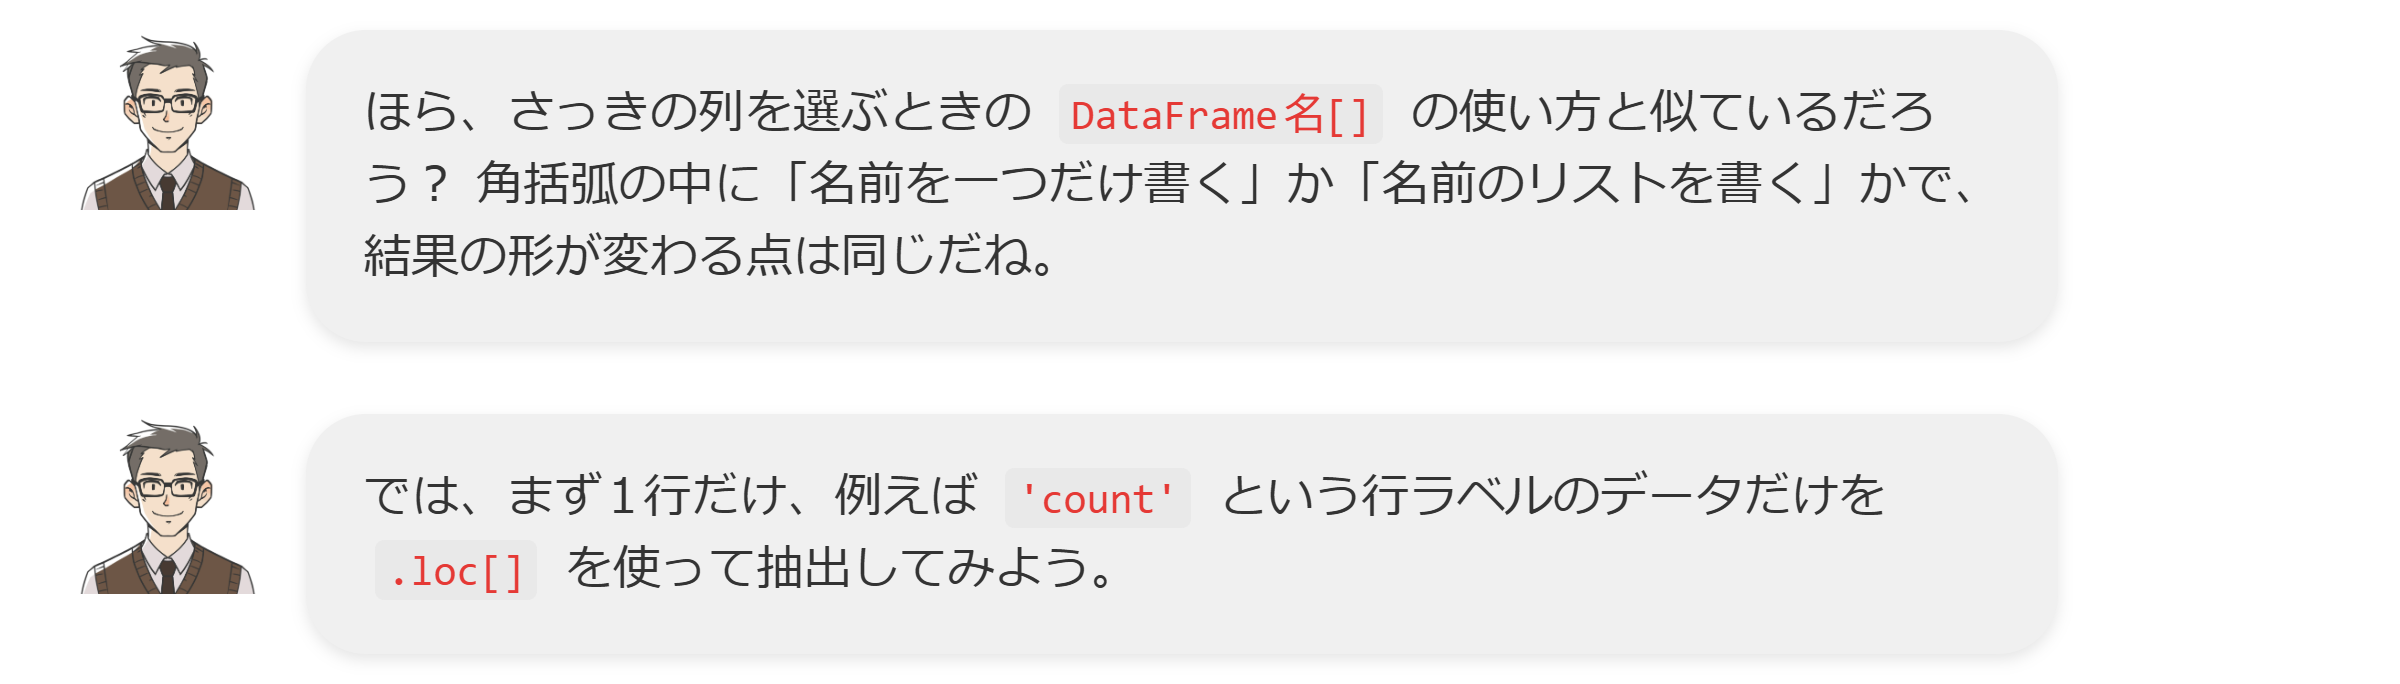 ほら、さっきの列を選ぶときの DataFrame名[] の使い方と似ているだろ
う？ 角括弧の中に「名前を一つだけ書く」か「名前のリストを書く」かで、
結果の形が変わる点は同じだね。
では、まず１行だけ、例えば 'count' という行ラベルのデータだけを
.loc[] を使って抽出してみよう。